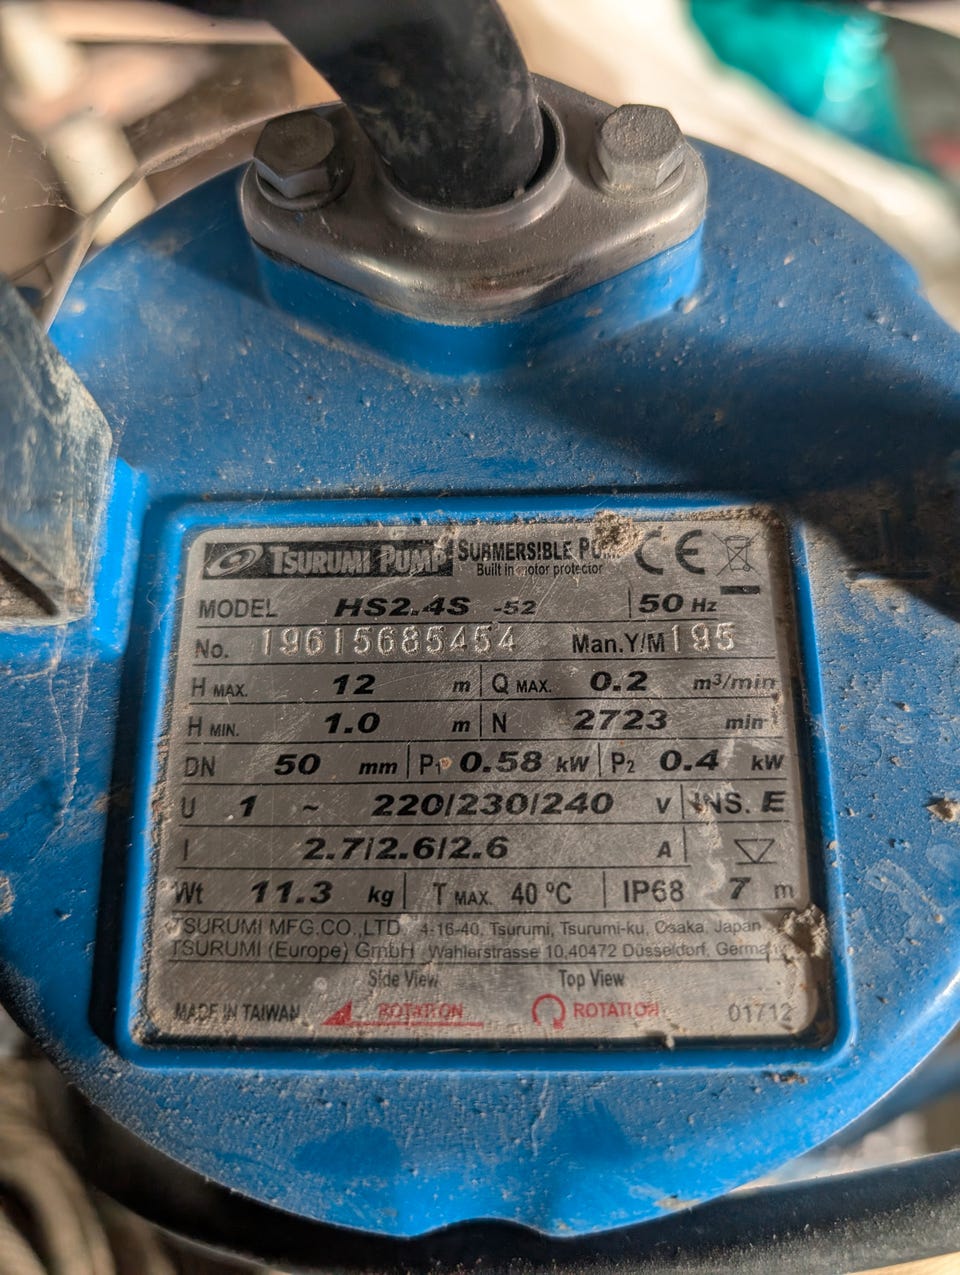 TSURUMI PUMP SUBMERSIBLE PUMP CE
Built in motor protector
MODEL HS2.4S -52 50 Hz
No. 19615685454 Man.Y/M 195
H MAX. 12 m Q MAX. 0.2 m³/min
H MIN. 1.0 m N 2723 min⁻¹
DN 50 mm P₁ 0.58 kW P₂ 0.4 kW
U 1 ~ 220/230/240 V INS. E
I 2.7/2.6/2.6 A
Wt 11.3 kg T MAX. 40 ºC IP68 7 m
TSURUMI MFG.CO.,LTD. 4-16-40, Tsurumi, Tsurumi-ku, Osaka, Japan
TSURUMI (Europe) GmbH Wahlerstrasse 10,40472 Düsseldorf, Germany
Side View Top View
MADE IN TAIWAN ROTATION ROTATION 01712